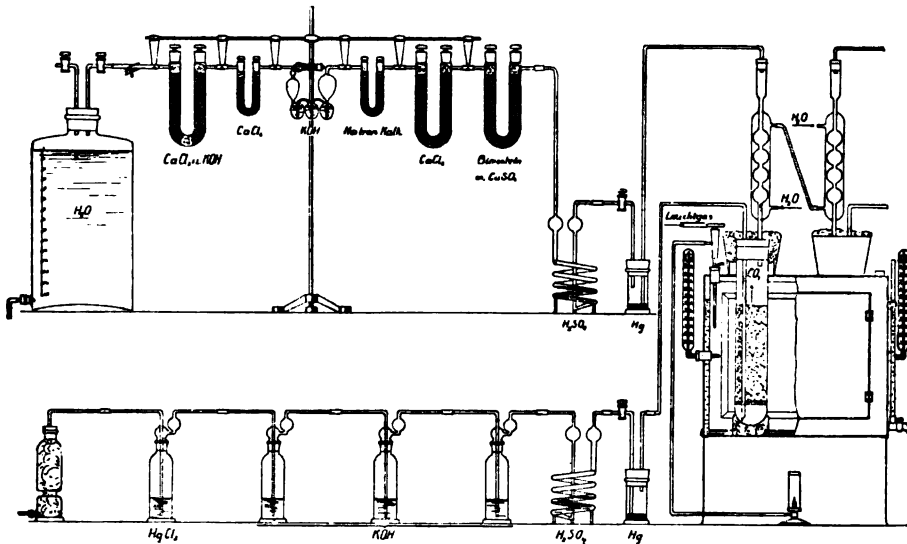 CaCl₂ u. KOH
CaCl₂
KOH
Natron Kalk
CaCl₂
Bimsstein
m. CuSO₄
H₂O
H₂O
H₂O
Leuchtgas
CO₂
H₂SO₄
Hg
HgCl₂
KOH
H₂SO₄
Hg